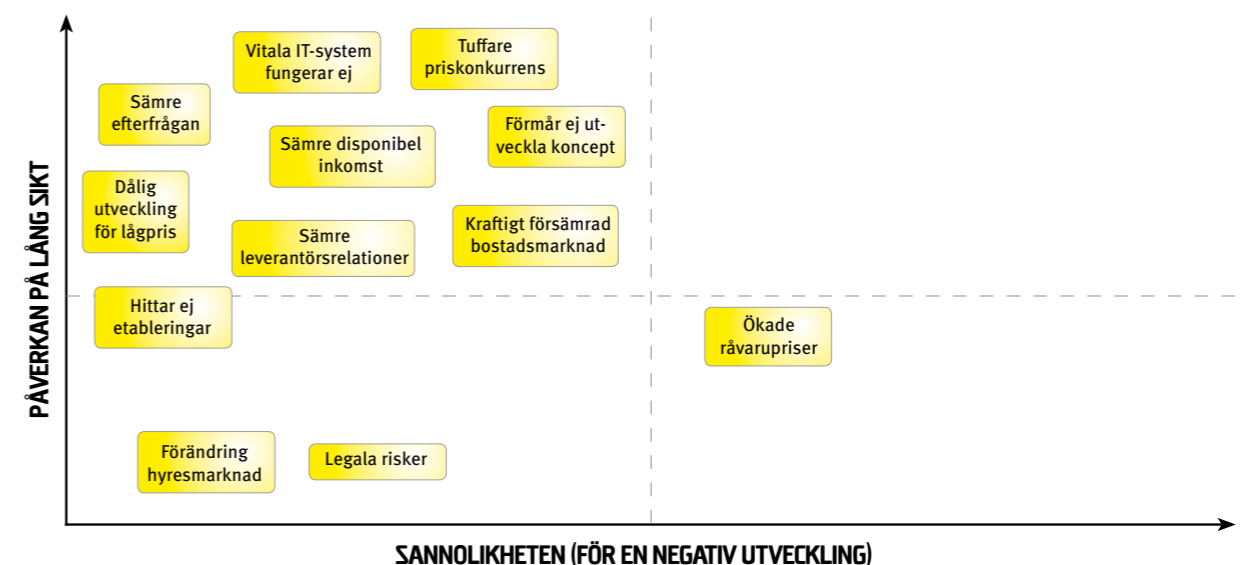 Vitala IT-system
fungerar ej
Tuffare
priskonkurrens
Sämre
efterfrågan
Förmår ej ut-
veckla koncept
Sämre disponibel
inkomst
Dålig
utveckling
för lågpris
Kraftigt försämrad
bostadsmarknad
Sämre
leverantörsrelationer
Hittar ej
etableringar
Ökade
råvarupriser
Förändring
hyresmarknad
Legala risker
PÅVERKAN PÅ LÅNG SIKT
SANNOLIKHETEN (FÖR EN NEGATIV UTVECKLING)